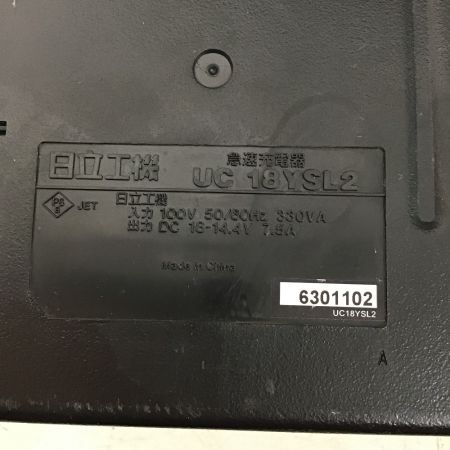 日立工機
急速充電器
UC 18YSL2
PS
E
JET
日立工機
入力 100V 50/60Hz 330VA
出力 DC 18-14.4V 7.5A
Made in China
6301102
UC18YSL2
A